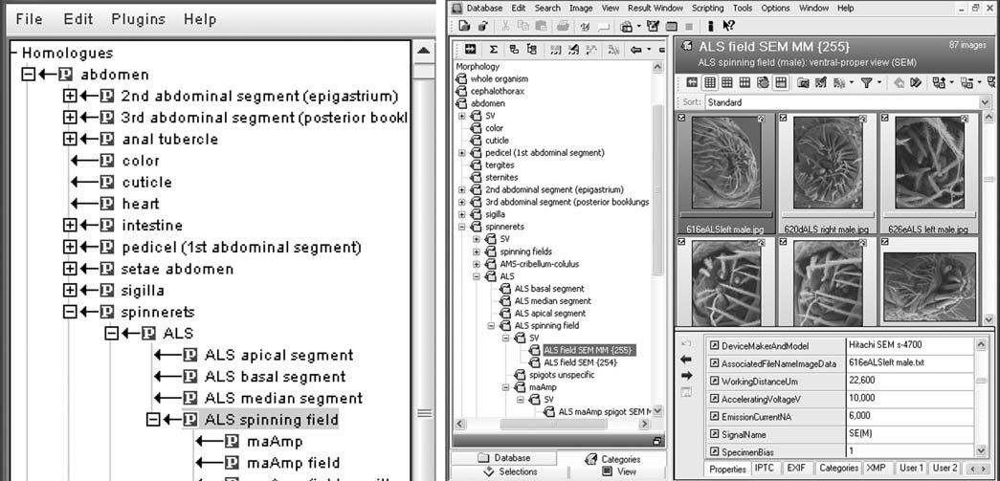 File Edit Plugins Help
Homologues
P abdomen
P 2nd abdominal segment (epigastrium)
P 3rd abdominal segment (posterior bookl
P anal tubercle
P color
P cuticle
P heart
P intestine
P pedicel (1st abdominal segment)
P setae abdomen
P sigilla
P spinnerets
P ALS
P ALS apical segment
P ALS basal segment
P ALS median segment
P ALS spinning field
P maAmp
P maAmp field
Database Edit Search Image View Result Window Scripting Tools Options Window Help
Morphology
whole organism
cephalothorax
abdomen
SV
color
cuticle
pedicel (1st abdominal segment)
tergites
sternites
2nd abdominal segment (epigastrium)
3rd abdominal segment (posterior booklungs
sigilla
spinnerets
SV
spinning fields
AMS-cribellum-colulus
ALS
ALS basal segment
ALS median segment
ALS apical segment
ALS spinning field
SV
ALS field SEM MM {255}
ALS field SEM {254}
spigots unspecific
maAmp
SV
ALS maAmp spigot SEM M
Database Categories
Selections View
ALS field SEM MM {255} 87 images
ALS spinning field (male): ventral-proper view (SEM)
Sort: Standard
616eALSleft male.jpg 620dALS right male.jpg 626eALS left male.jpg
DeviceMakerAndModel Hitachi SEM s-4700
AssociatedFileNameImageData 616eALSleft male.txt
WorkingDistanceUm 22,600
AcceleratingVoltageV 10,000
EmissionCurrentNA 6,000
SignalName SE(M)
SpecimenBias 1
Properties IPTC EXIF Categories XMP User 1 User 2